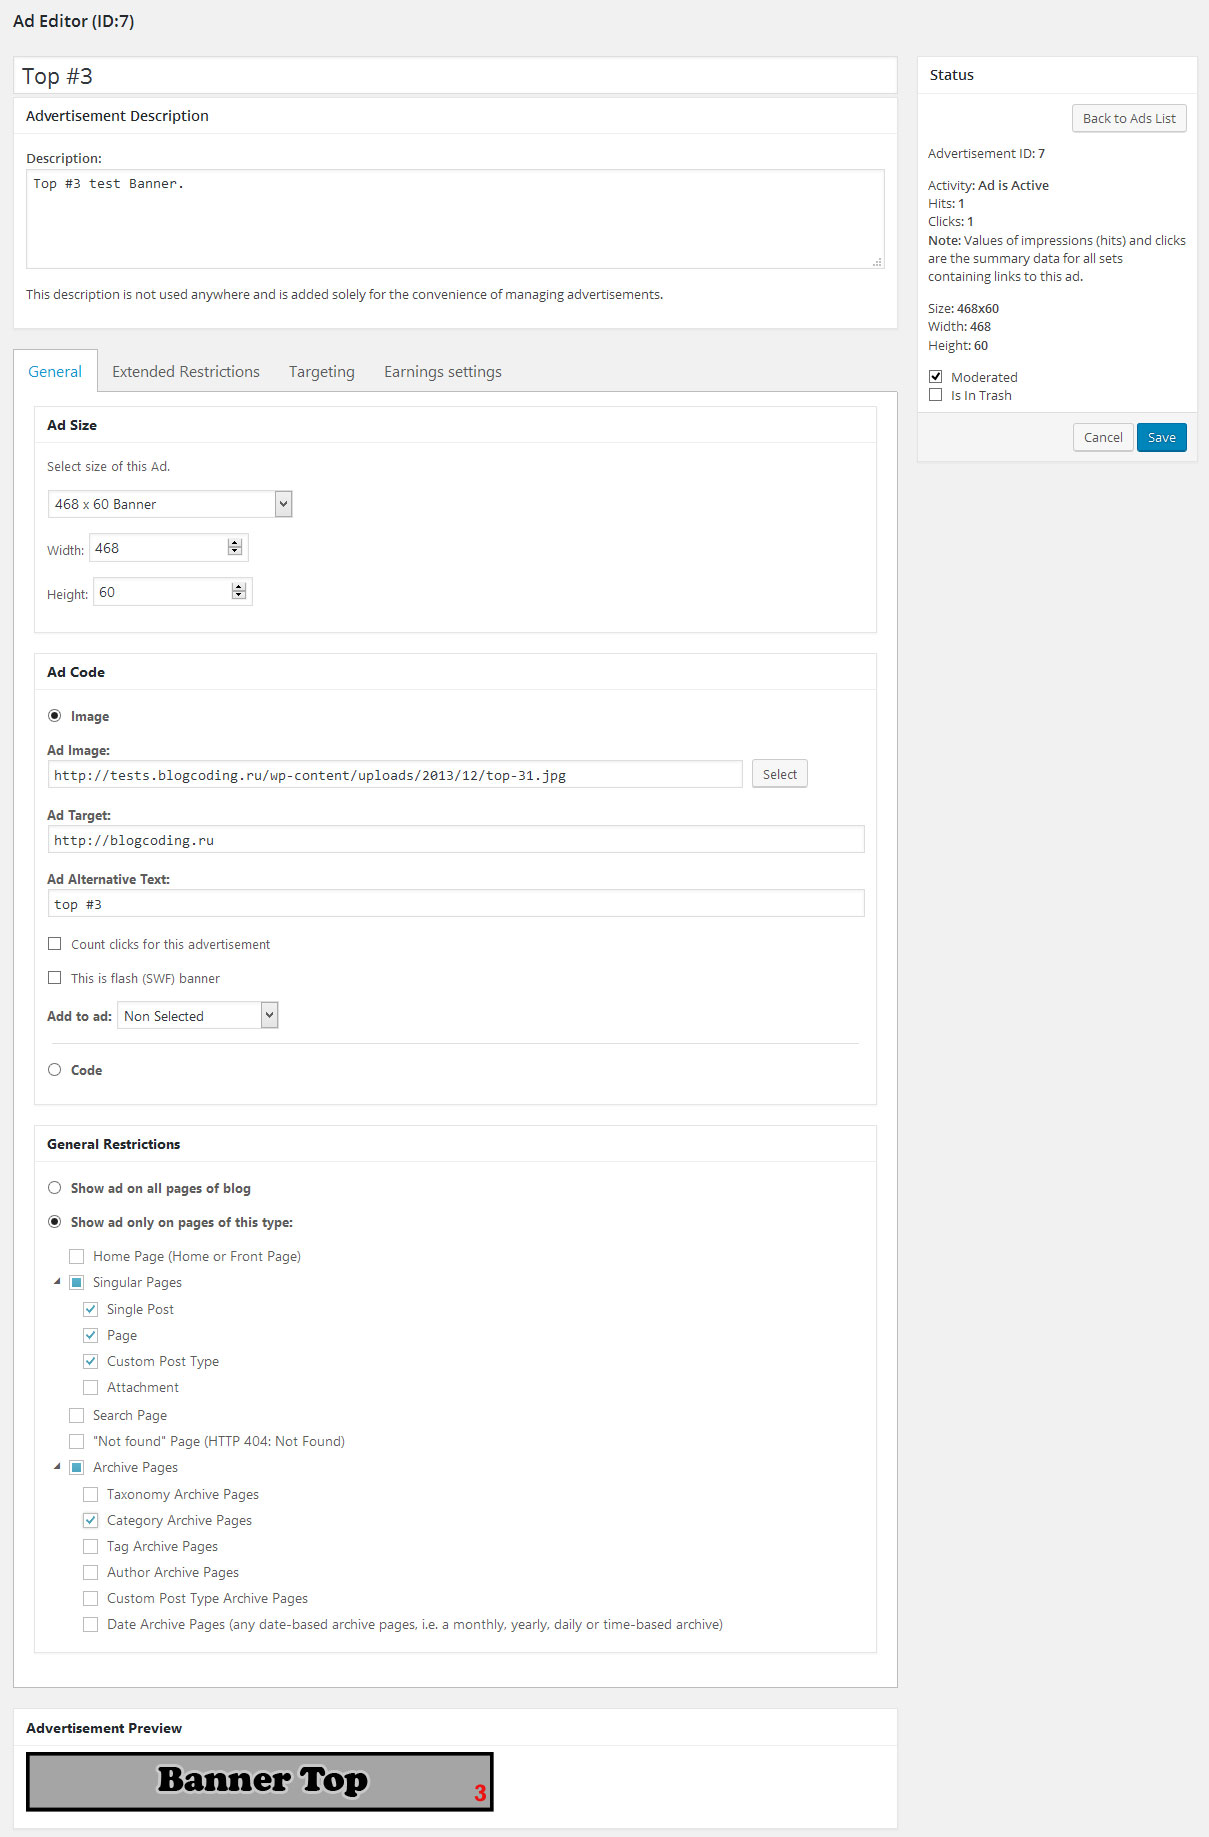 Ad Editor (ID:7)
Top #3
Advertisement Description
Description:
Top #3 test Banner.
This description is not used anywhere and is added solely for the convenience of managing advertisements.
General
Extended Restrictions
Targeting
Earnings settings
Ad Size
Select size of this Ad.
468 x 60 Banner
Width: 468
Height: 60
Ad Code
Image
Ad Image:
http://tests.blogcoding.ru/wp-content/uploads/2013/12/top-31.jpg
Select
Ad Target:
http://blogcoding.ru
Ad Alternative Text:
top #3
Count clicks for this advertisement
This is flash (SWF) banner
Add to ad: Non Selected
Code
General Restrictions
Show ad on all pages of blog
Show ad only on pages of this type:
Home Page (Home or Front Page)
Singular Pages
Single Post
Page
Custom Post Type
Attachment
Search Page
"Not found" Page (HTTP 404: Not Found)
Archive Pages
Taxonomy Archive Pages
Category Archive Pages
Tag Archive Pages
Author Archive Pages
Custom Post Type Archive Pages
Date Archive Pages (any date-based archive pages, i.e. a monthly, yearly, daily or time-based archive)
Advertisement Preview
Banner Top
3
Status
Back to Ads List
Advertisement ID: 7
Activity: Ad is Active
Hits: 1
Clicks: 1
Note: Values of impressions (hits) and clicks
are the summary data for all sets
containing links to this ad.
Size: 468x60
Width: 468
Height: 60
Moderated
Is In Trash
Cancel
Save